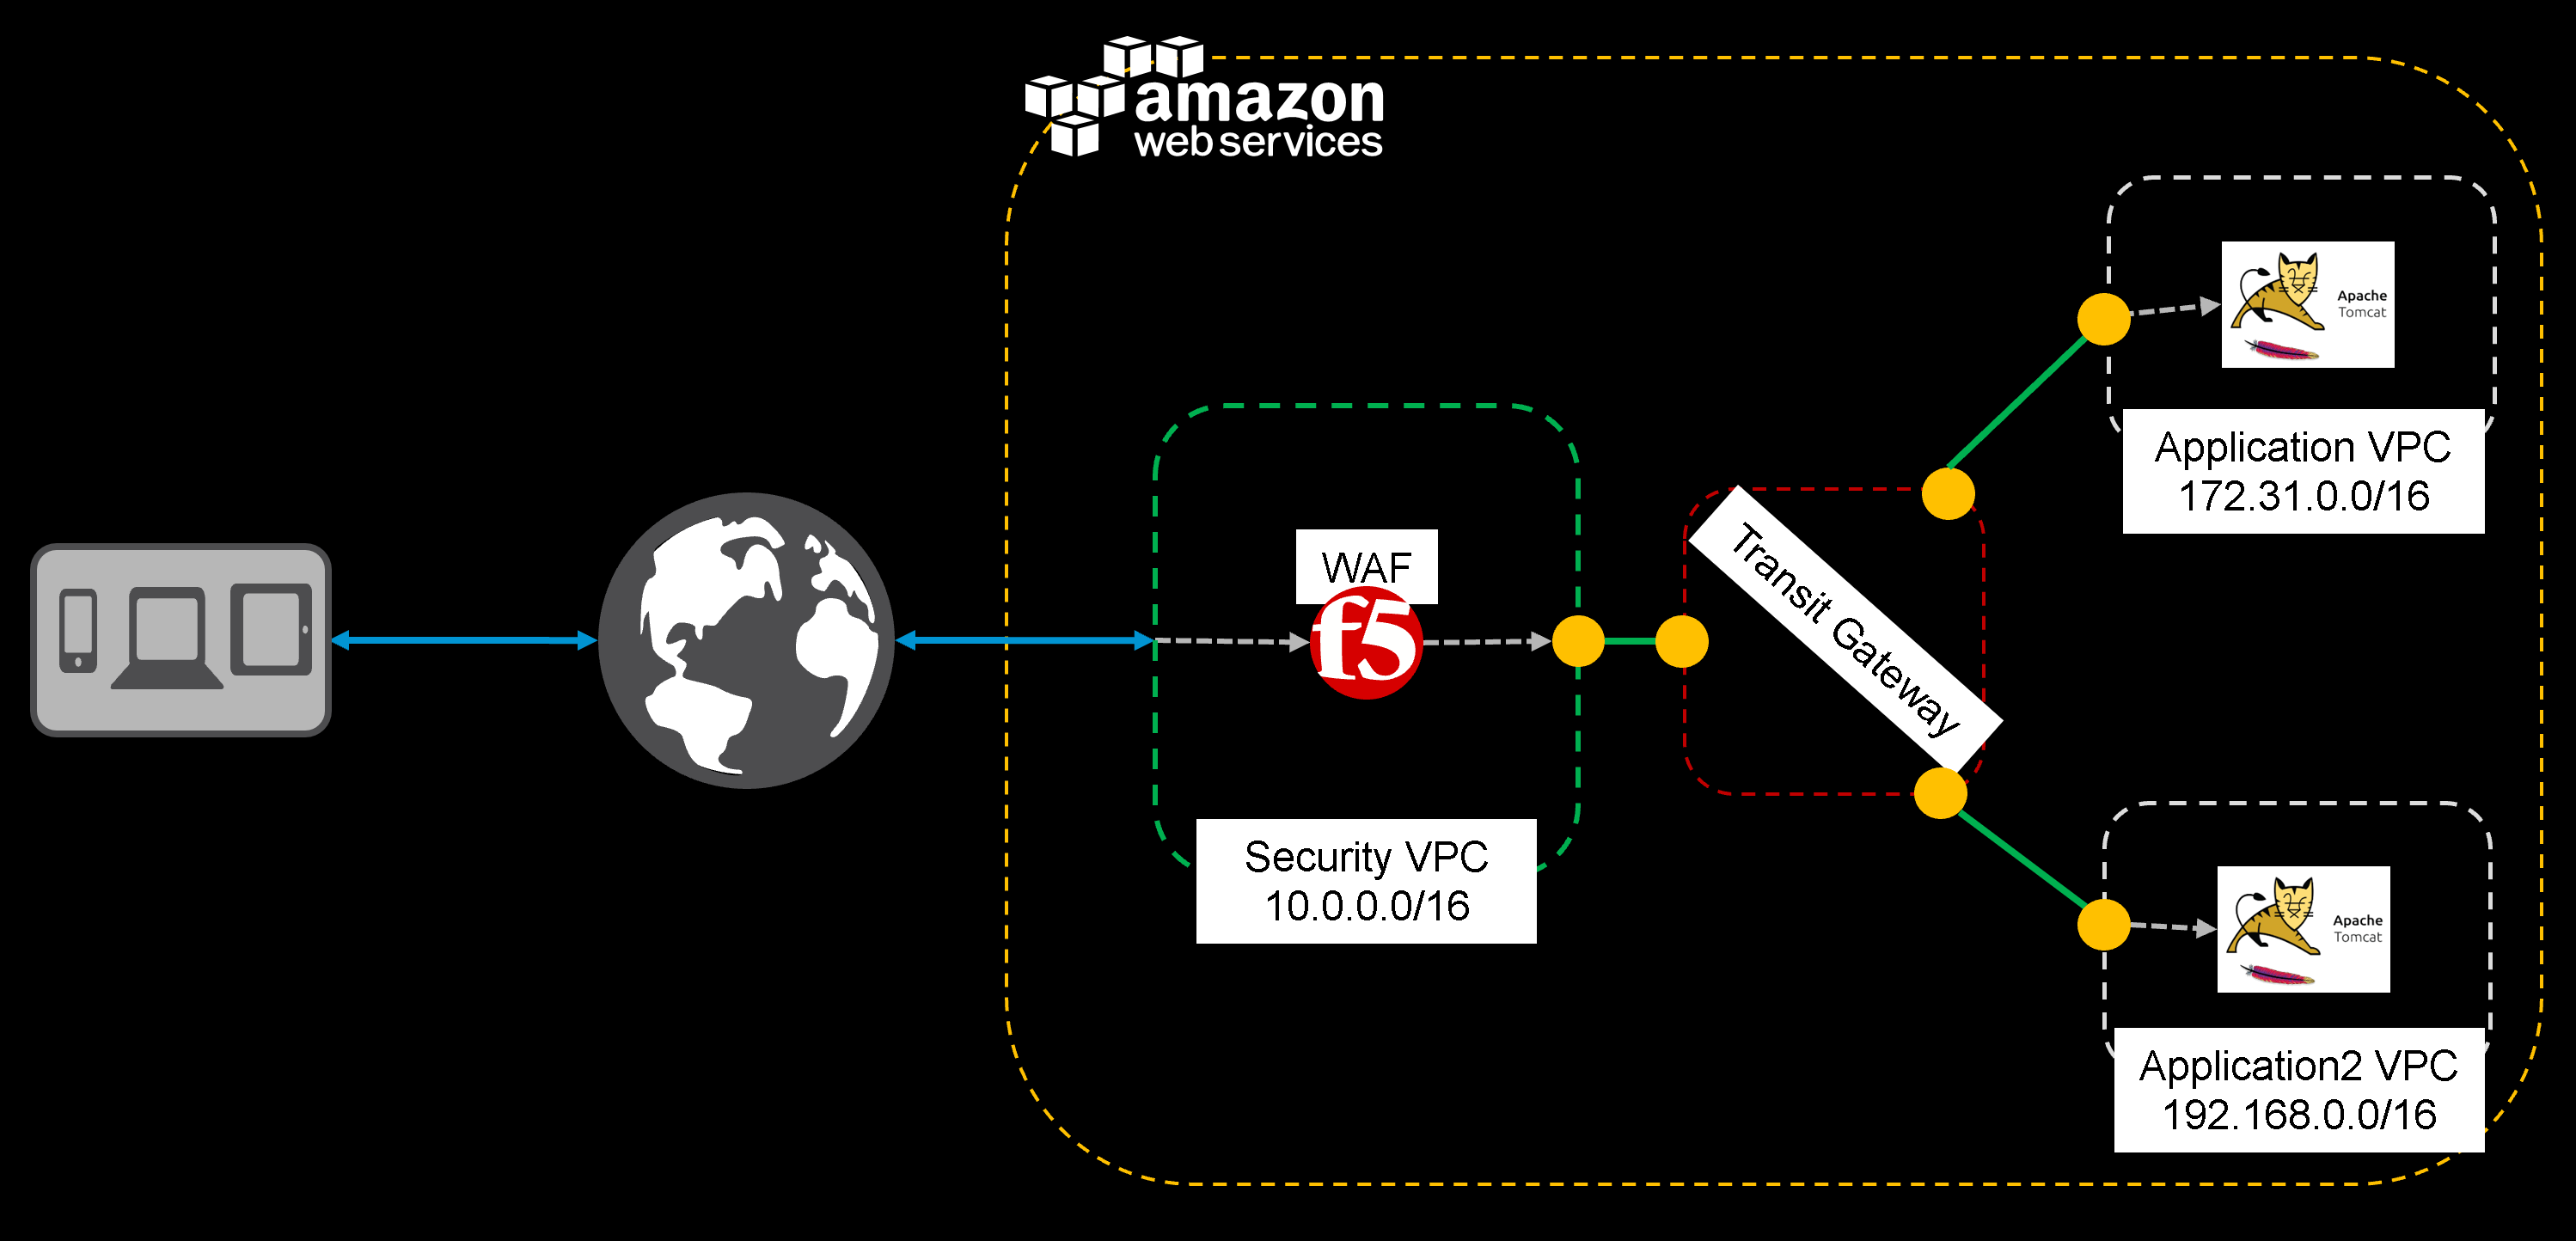 amazon
web services
WAF
f5
Security VPC
10.0.0.0/16
Transit Gateway
Apache
Tomcat
Application VPC
172.31.0.0/16
Apache
Tomcat
Application2 VPC
192.168.0.0/16